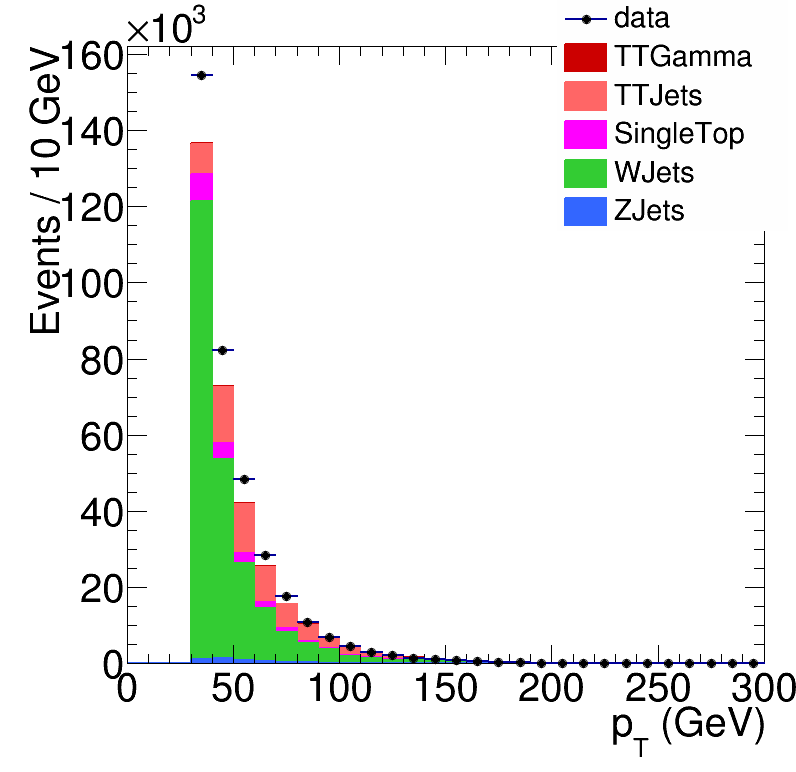 ×10³
Events / 10 GeV
160
140
120
100
80
60
40
20
0
0 50 100 150 200 250 300
p_T (GeV)
data
TTGamma
TTJets
SingleTop
WJets
ZJets